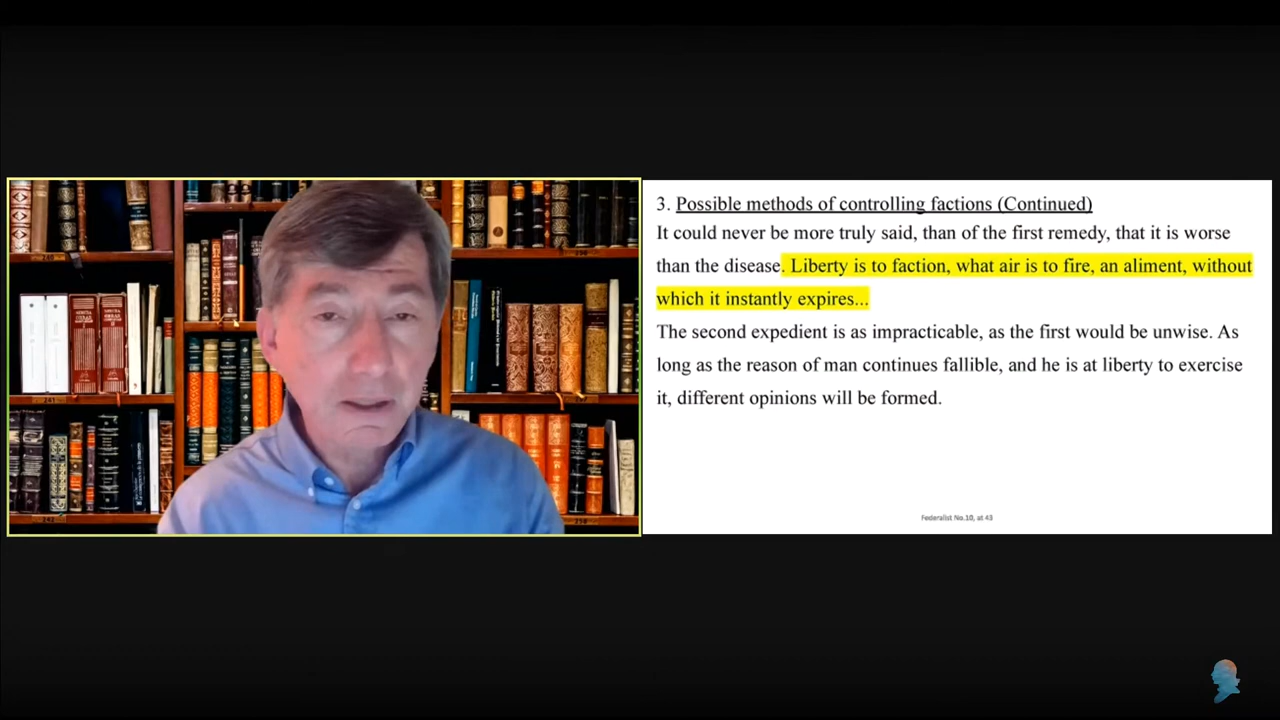 3. Possible methods of controlling factions (Continued)
It could never be more truly said, than of the first remedy, that it is worse
than the disease. Liberty is to faction, what air is to fire, an aliment, without
which it instantly expires...
The second expedient is as impracticable, as the first would be unwise. As
long as the reason of man continues fallible, and he is at liberty to exercise
it, different opinions will be formed.
Federalist No.10, at 43
241
242